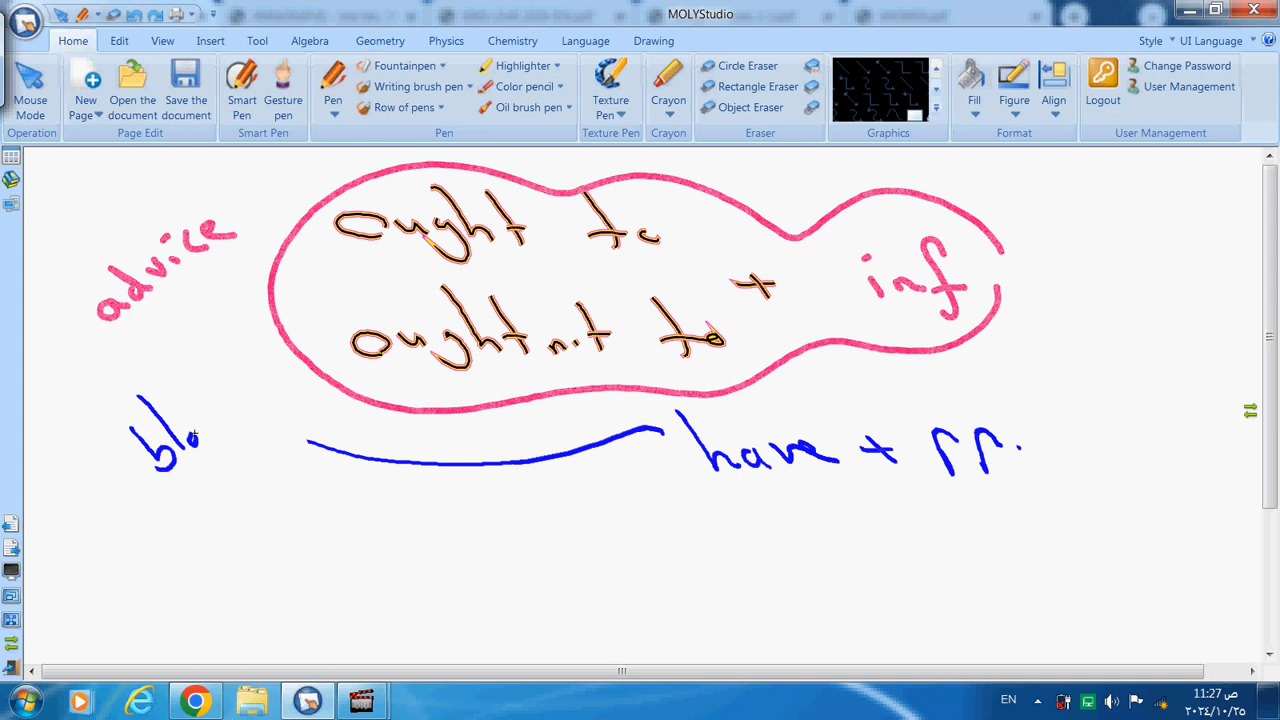 MOLYStudio
Home Edit View Insert Tool Algebra Geometry Physics Chemistry Language Drawing Style UI Language
Mouse Mode
New Page
Open the document
Save the document
Smart Pen
Gesture Pen
Pen
Fountainpen
Writing brush pen
Row of pens
Highlighter
Color pencil
Oil brush pen
Texture Pen
Crayon
Circle Eraser
Rectangle Eraser
Object Eraser
Fill
Figure
Align
Logout
Change Password
User Management
Operation Page Edit Smart Pen Pen Texture Pen Crayon Eraser Graphics Format User Management
advice
Ought to
+ inf
Ought n.t to
blo
have + pp.
EN
11:27 ص
٢٠٢٤/١٠/٢٥